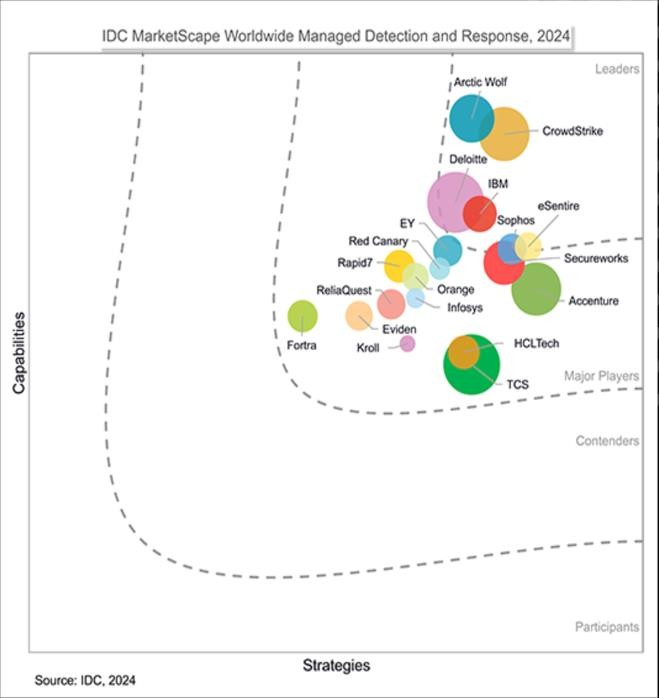 IDC MarketScape Worldwide Managed Detection and Response, 2024
Leaders
Arctic Wolf
CrowdStrike
Deloitte
IBM
eSentire
Sophos
EY
Red Canary
Secureworks
Rapid7
Orange
ReliaQuest
Accenture
Infosys
Eviden
Fortra
Kroll
HCLTech
TCS
Major Players
Contenders
Participants
Capabilities
Strategies
Source: IDC, 2024